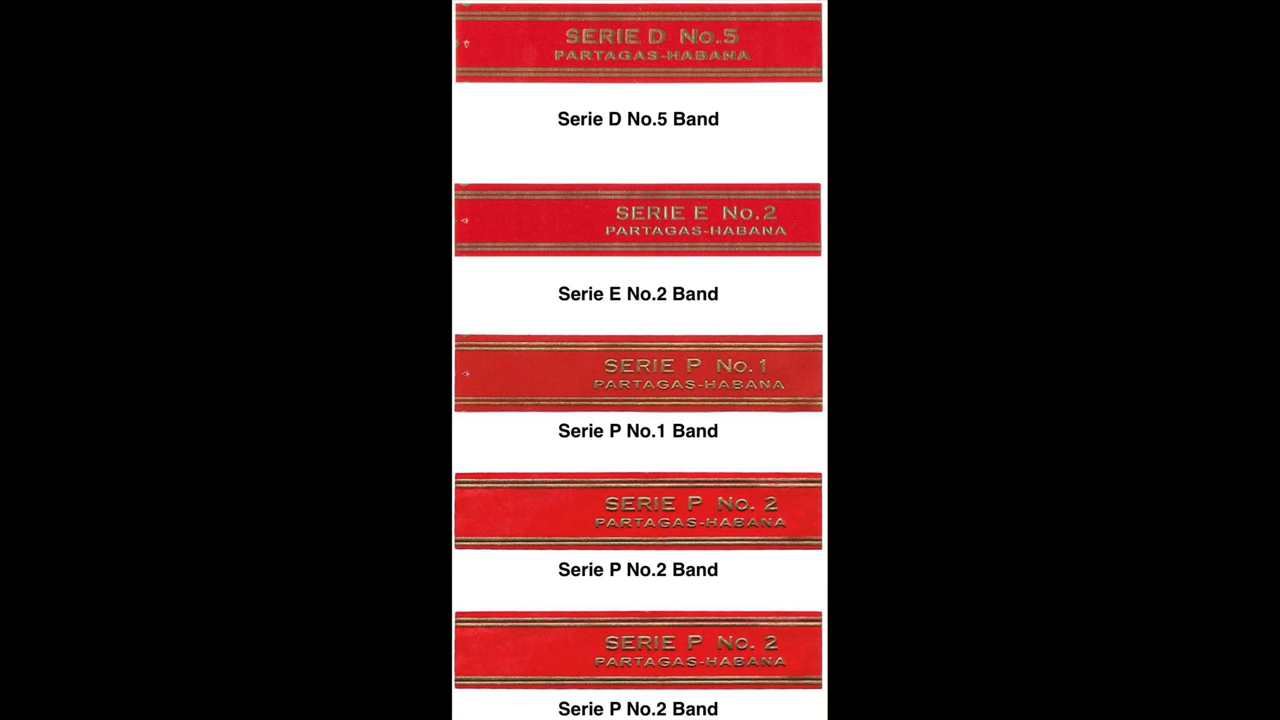 SERIE D No.5
PARTAGAS-HABANA
Serie D No.5 Band
SERIE E No.2
PARTAGAS-HABANA
Serie E No.2 Band
SERIE P No.1
PARTAGAS-HABANA
Serie P No.1 Band
SERIE P No. 2
PARTAGAS-HABANA
Serie P No.2 Band
SERIE P No. 2
PARTAGAS-HABANA
Serie P No.2 Band